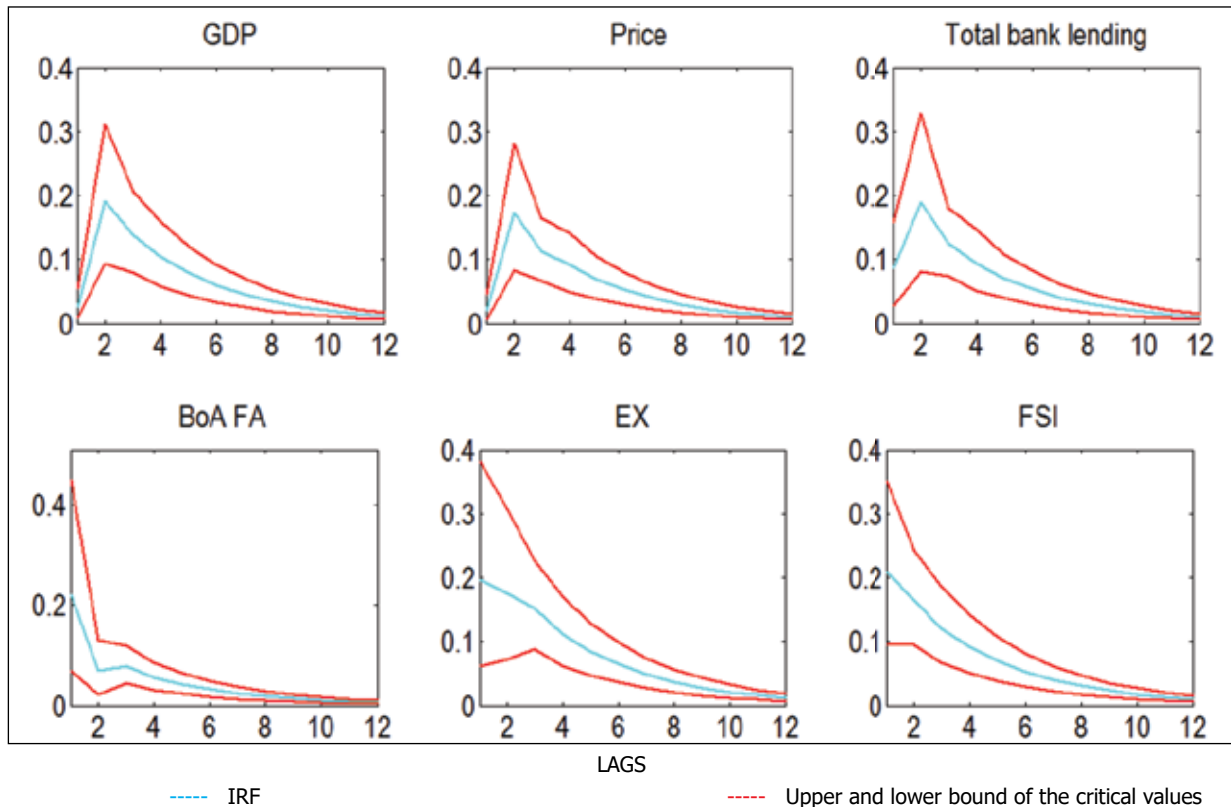 GDP Price Total bank lending
0.4 0.4 0.4
0.3 0.3 0.3
0.2 0.2 0.2
0.1 0.1 0.1
0 0 0
2 4 6 8 10 12 2 4 6 8 10 12 2 4 6 8 10 12
BoA FA EX FSI
0.4 0.4 0.4
0.3 0.3
0.2 0.2 0.2
0.1 0.1
0 0 0
2 4 6 8 10 12 2 4 6 8 10 12 2 4 6 8 10 12
LAGS
IRF Upper and lower bound of the critical values